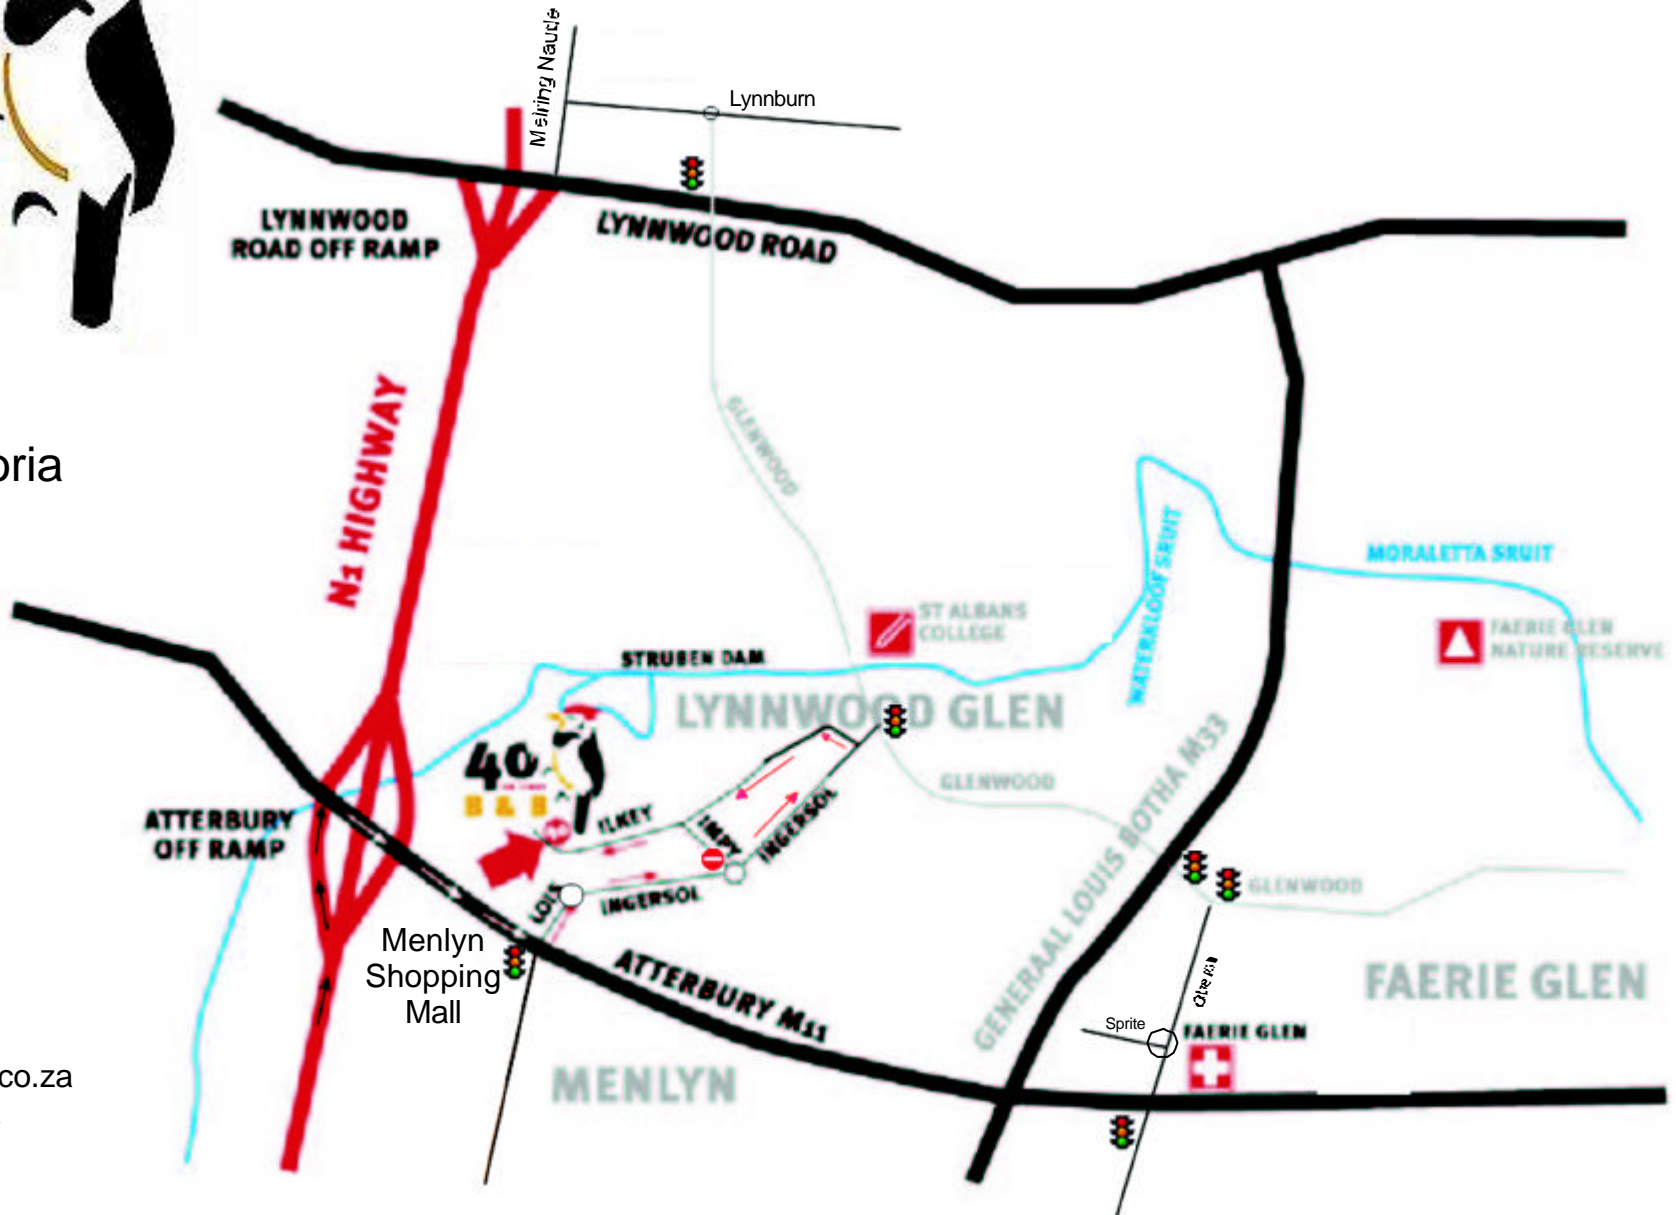 Meiring Naude
Lynnburn
LYNNWOOD
ROAD OFF RAMP
LYNNWOOD ROAD
GLENWOOD
N1 HIGHWAY
oria
WATERKLOOF SRUIT
MORALETTA SRUIT
ST ALBANS
COLLEGE
FAERIE GLEN
NATURE RESERVE
STRUBEN DAM
LYNNWOOD GLEN
40
B & B
GLENWOOD
ATTERBURY
OFF RAMP
ILKEY
IMPY
INGERSOL
LOIS
INGERSOL
GENERAAL LOUIS BOTHA M33
GLENWOOD
Menlyn
Shopping
Mall
ATTERBURY M11
FAERIE GLEN
Sprite
FAERIE GLEN
MENLYN
co.za